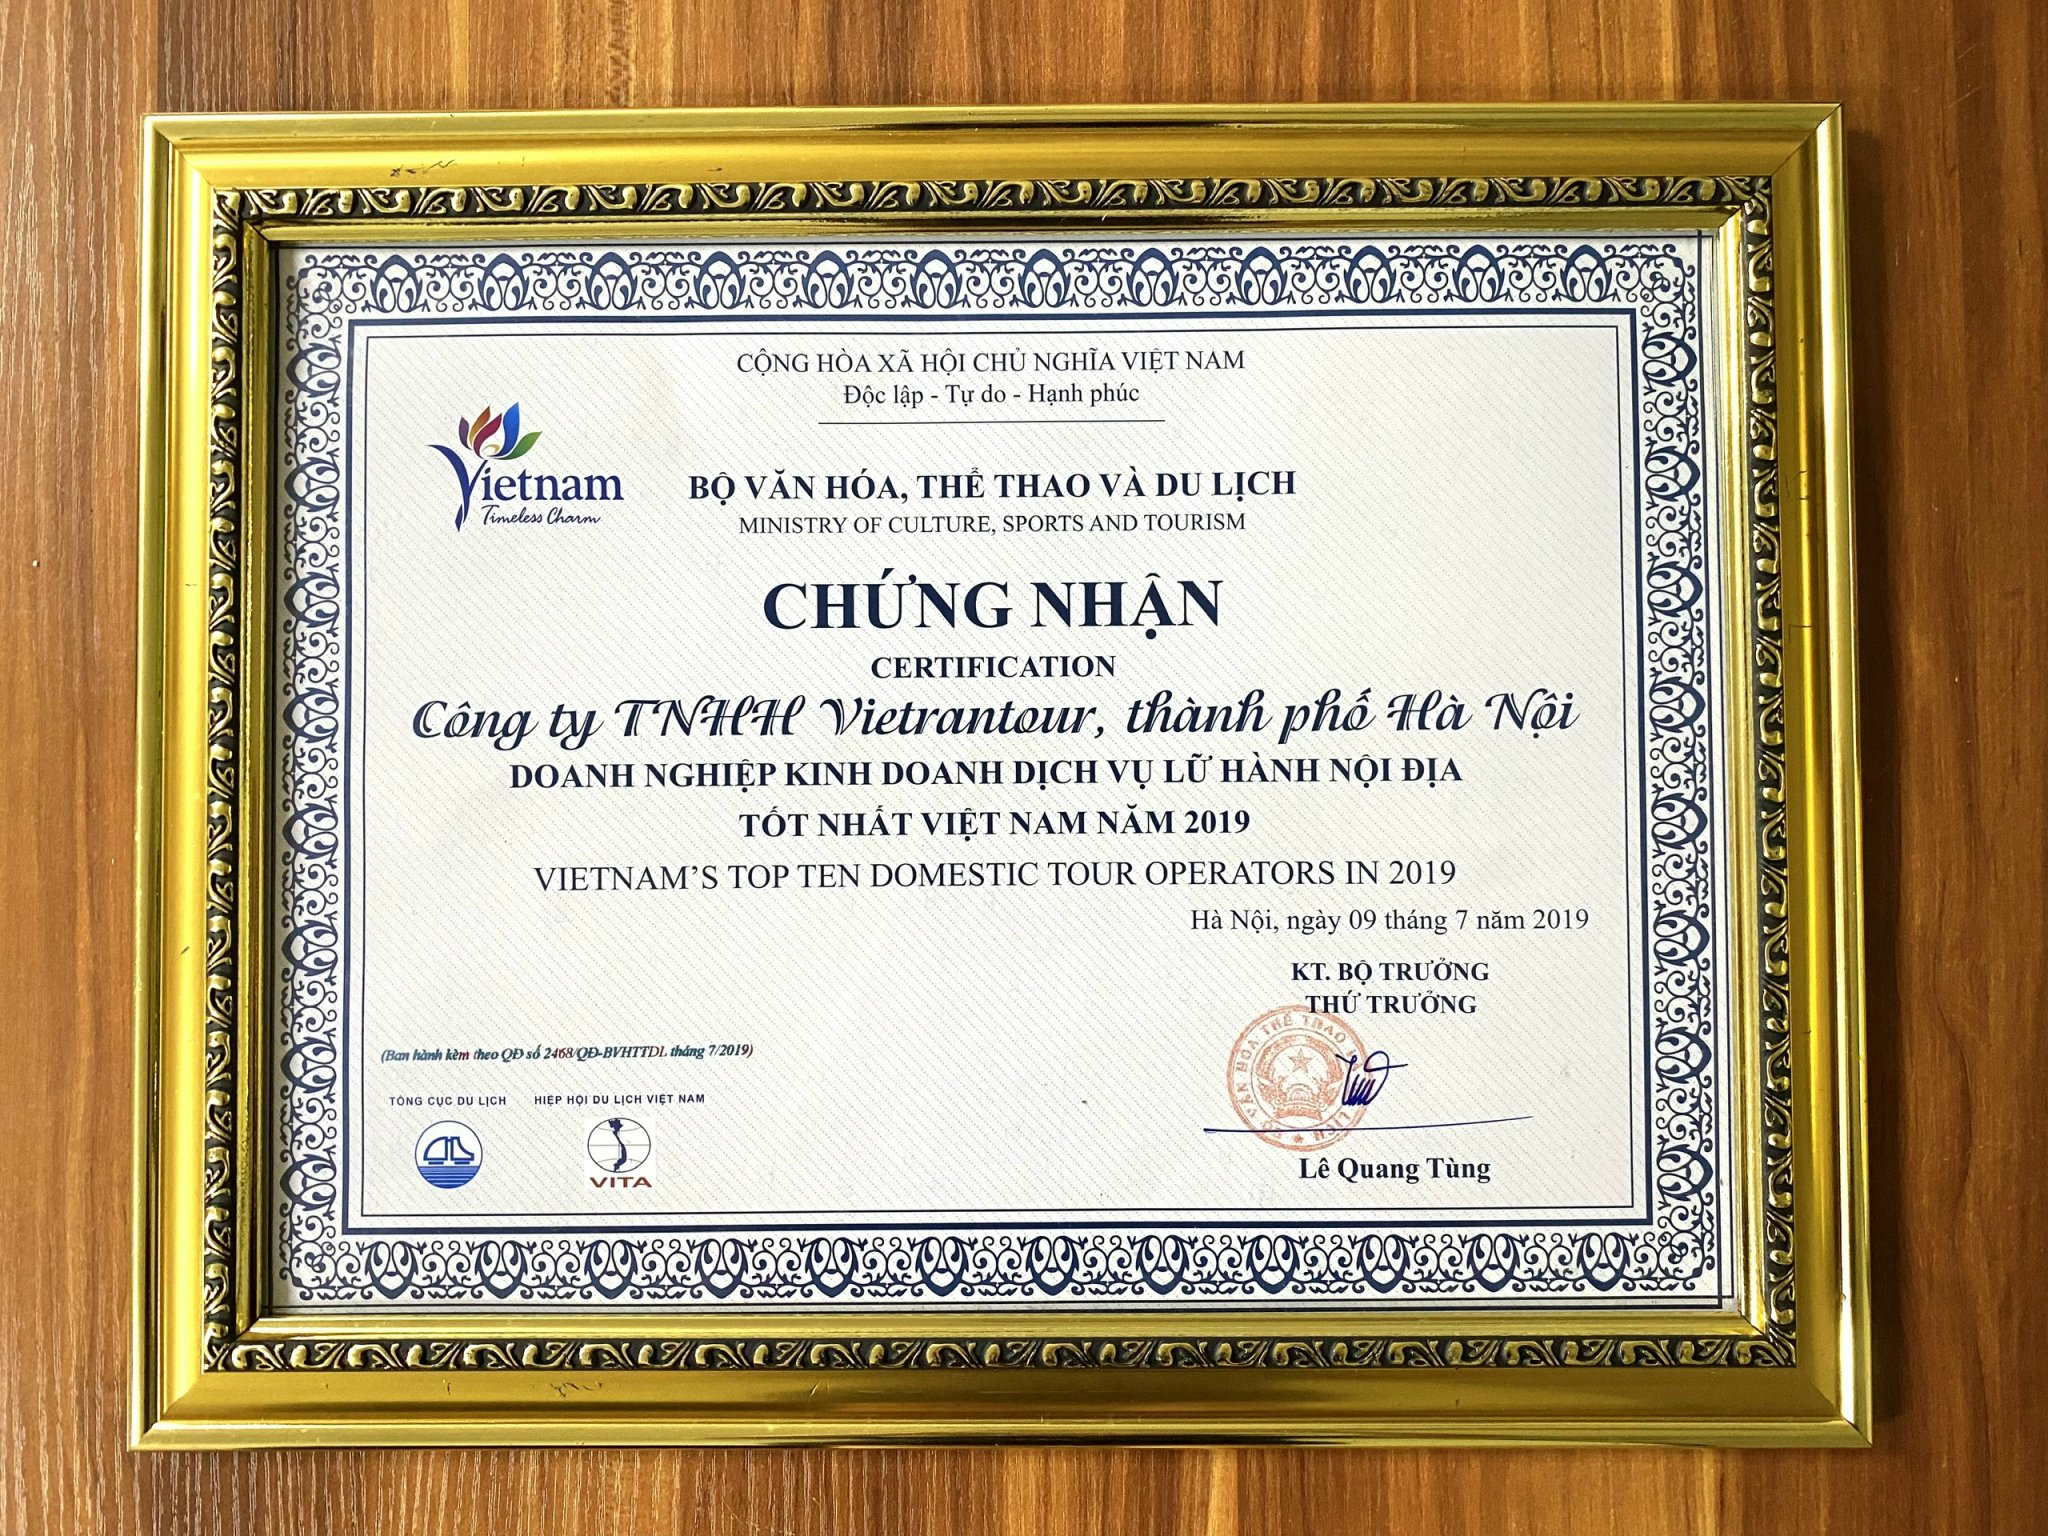 CỘNG HÒA XÃ HỘI CHỦ NGHĨA VIỆT NAM
Độc lập - Tự do - Hạnh phúc
Vietnam
Timeless Charm
BỘ VĂN HÓA, THỂ THAO VÀ DU LỊCH
MINISTRY OF CULTURE, SPORTS AND TOURISM
CHỨNG NHẬN
CERTIFICATION
Công ty TNHH Vietrantour, thành phố Hà Nội
DOANH NGHIỆP KINH DOANH DỊCH VỤ LỮ HÀNH NỘI ĐỊA
TỐT NHẤT VIỆT NAM NĂM 2019
VIETNAM'S TOP TEN DOMESTIC TOUR OPERATORS IN 2019
Hà Nội, ngày 09 tháng 7 năm 2019
KT. BỘ TRƯỞNG
THỨ TRƯỞNG
VĂN HÓA THỂ THAO
Lê Quang Tùng
(Ban hành kèm theo QĐ số 2468/QĐ-BVHTTDL tháng 7/2019)
TỔNG CỤC DU LỊCH
HIỆP HỘI DU LỊCH VIỆT NAM
VITA